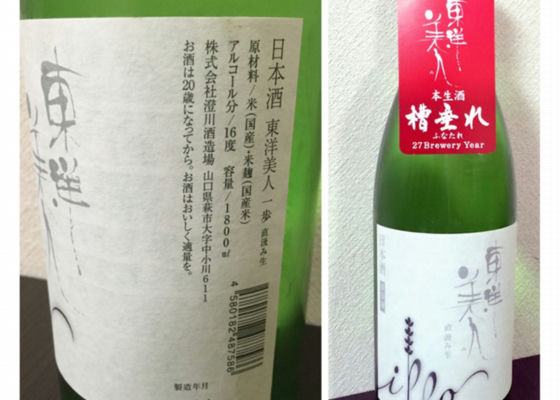 日本酒 東洋美人 一歩 直汲み生
原材料/米(国産)・米麹(国産米)
アルコール分/16度 容量/1800㎖
株式会社澄川酒造場 山口県萩市大字中小川611
お酒は20歳になってから。お酒はおいしく適量を。
4580182487586
製造年月
東洋美人
東洋美人
本生酒
槽垂れ
ふなたれ
27 Brewery Year
日本酒
東洋美人
直汲み生
ippo